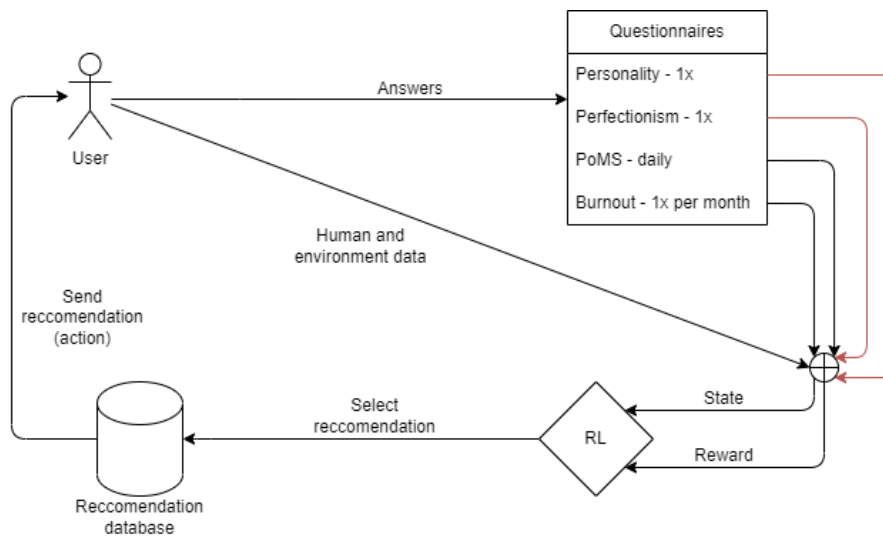 Questionnaires
Personality - 1x
Answers
Perfectionism - 1x
User
PoMS - daily
Burnout - 1x per month
Human and
environment data
Send
reccomendation
(action)
State
Select
reccomendation
RL
Reward
Reccomendation
database